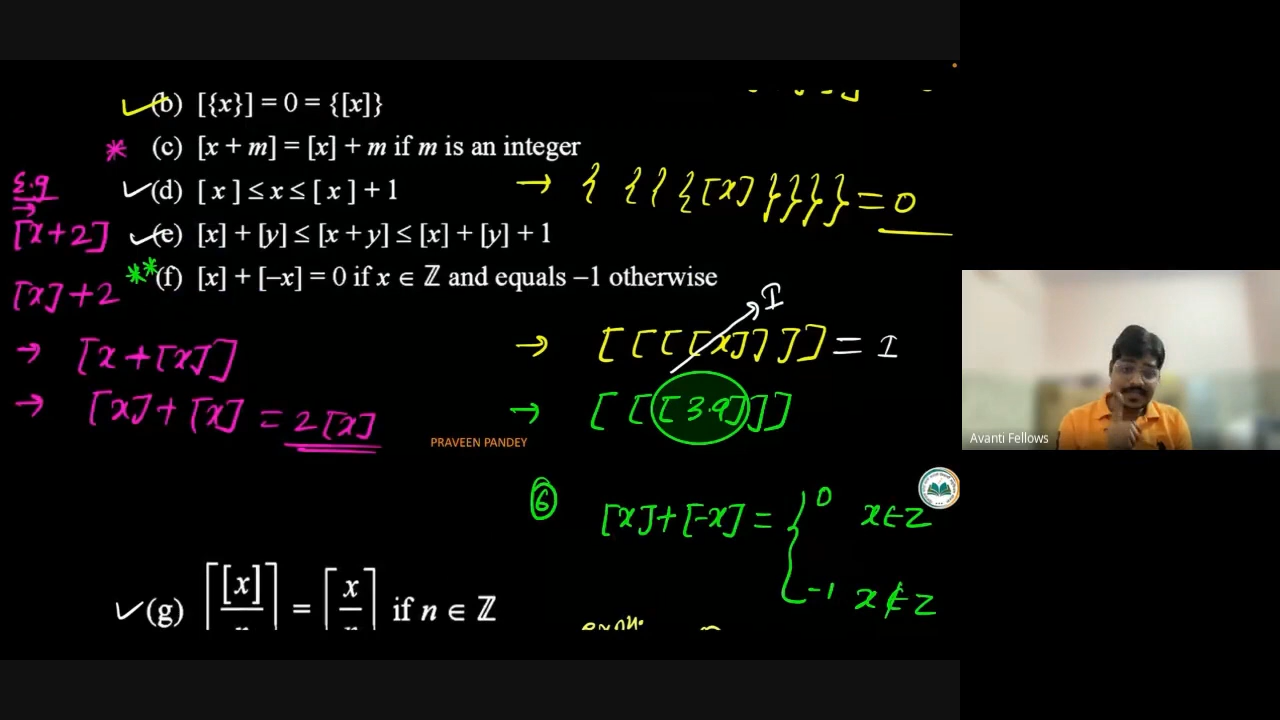 (b) [{x}] = 0 = {[x]}
* (c) [x + m] = [x] + m if m is an integer
E.g
→
[x+2]
[x]+2
→ [x+[x]]
→ [x]+[x] = 2[x]
(d) [ x ] ≤ x ≤ [ x ] + 1
(e) [x] + [y] ≤ [x + y] ≤ [x] + [y] + 1
** (f) [x] + [–x] = 0 if x ∈ ℤ and equals –1 otherwise
→ { { { { [x] } } } } = 0
I
→ [ [ [ [ [x] ] ] ] ] = I
→ [ [ [ 3.9 ] ] ]
PRAVEEN PANDEY
Avanti Fellows
⑥ [x]+[-x] = { 0 x∈Z
-1 x∉Z
(g) [[x]/n] = [x/n] if n ∈ ℤ